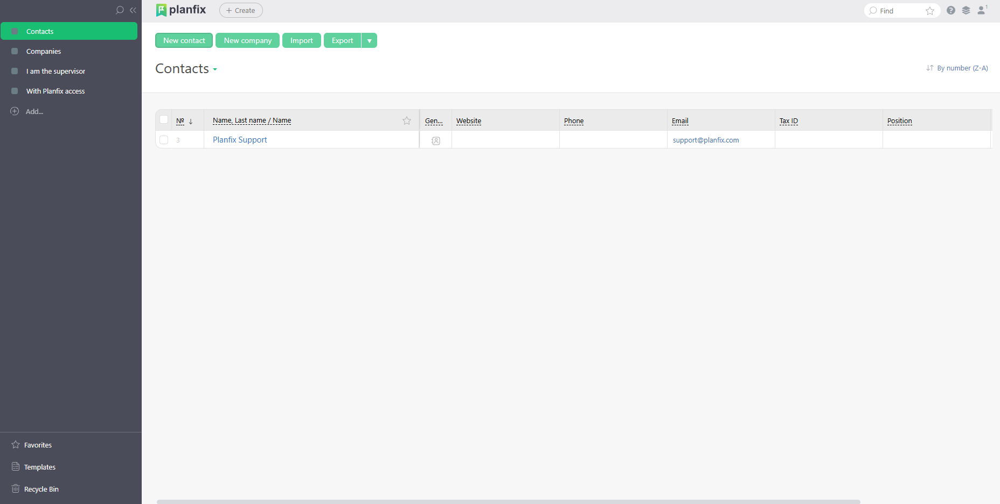 planfix
+ Create
Find
1
Contacts
Companies
I am the supervisor
With Planfix access
Add...
New contact
New company
Import
Export
Contacts
By number (Z-A)
№ ↓
Name, Last name / Name
Gen...
Website
Phone
Email
Tax ID
Position
3
Planfix Support
support@planfix.com
Favorites
Templates
Recycle Bin